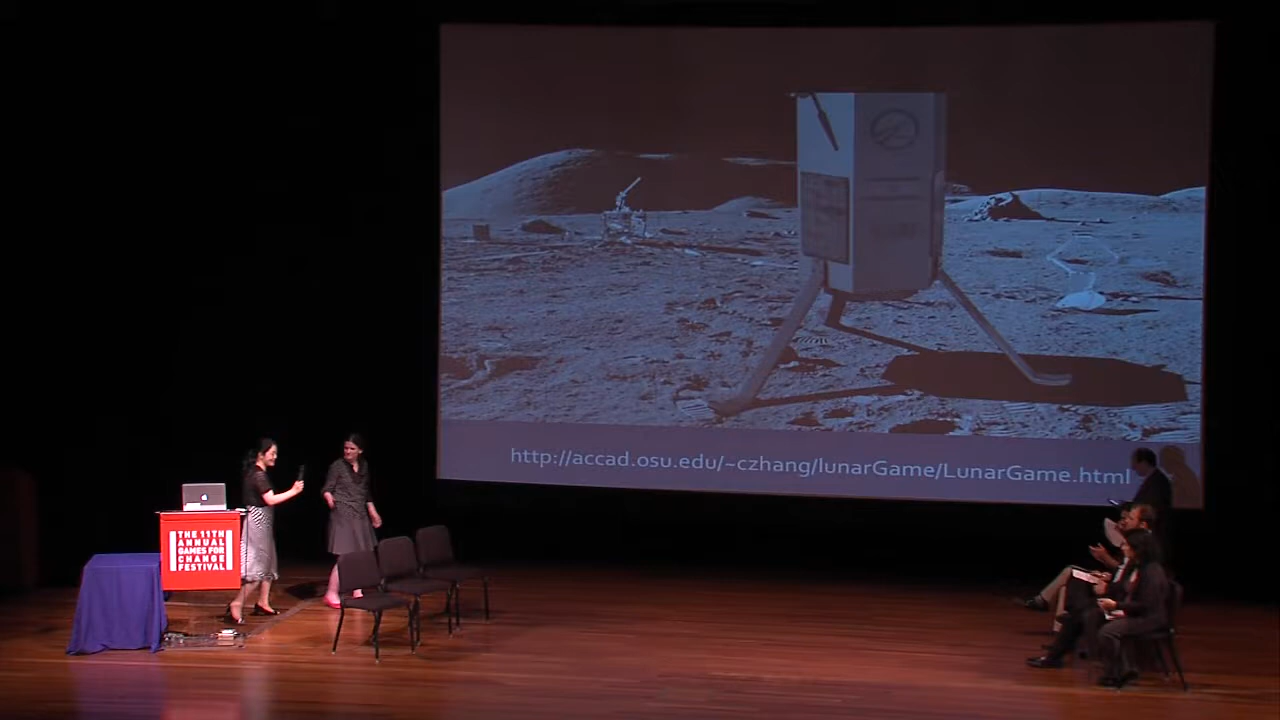 http://accad.osu.edu/~czhang/lunarGame/LunarGame.html
THE 11TH
ANNUAL
GAMES FOR
CHANGE
FESTIVAL